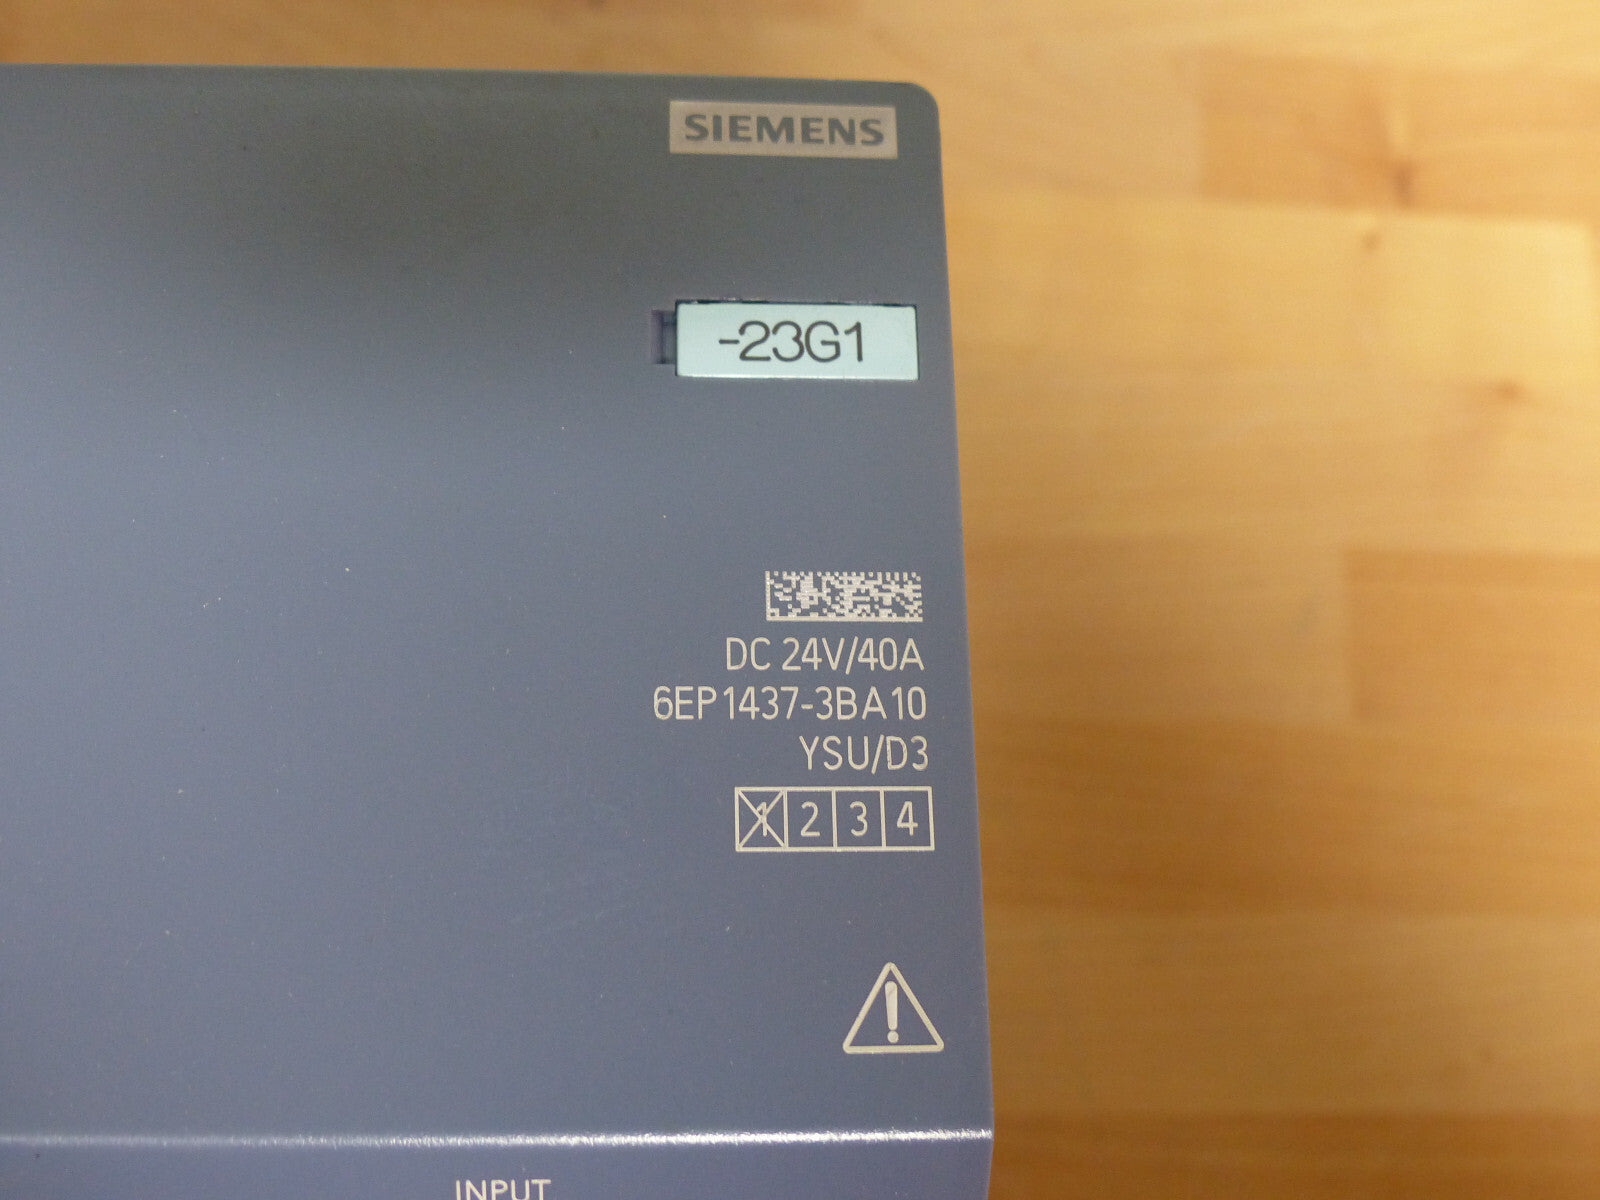 SIEMENS
-23G1
DC 24V/40A
6EP1437-3BA10
YSU/D3
1 2 3 4
INPUT